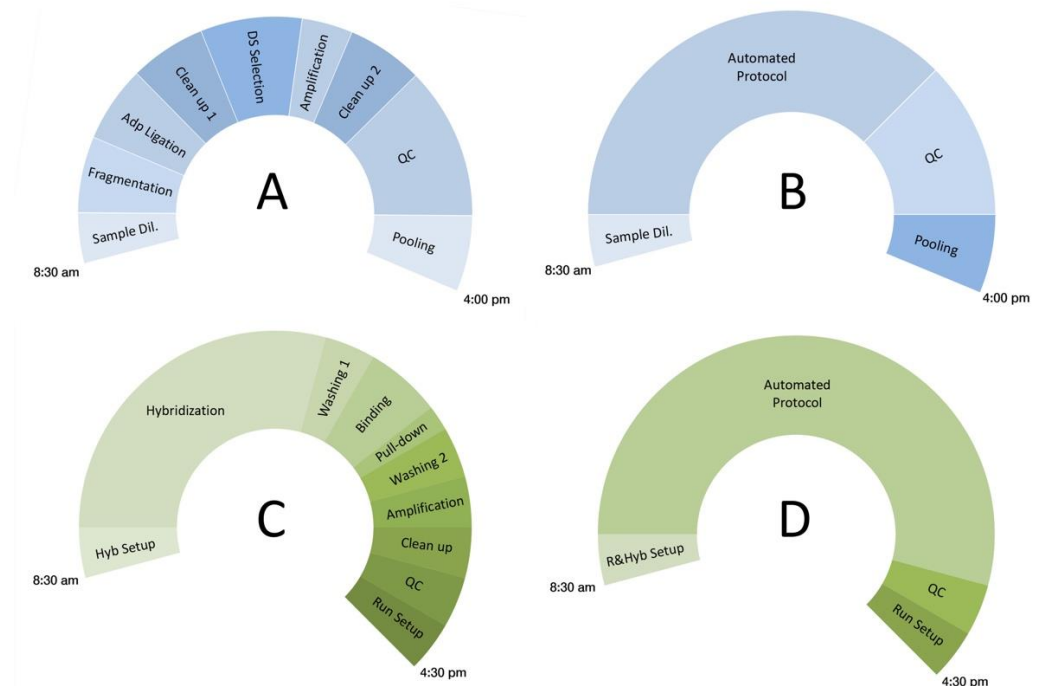 Sample Dil.
Fragmentation
Adp Ligation
Clean up 1
DS Selection
Amplification
Clean up 2
QC
Pooling
A
8:30 am
4:00 pm
Sample Dil.
Automated
Protocol
QC
Pooling
B
8:30 am
4:00 pm
Hyb Setup
Hybridization
Washing 1
Binding
Pull-down
Washing 2
Amplification
Clean up
QC
Run Setup
C
8:30 am
4:30 pm
R&Hyb Setup
Automated
Protocol
QC
Run Setup
D
8:30 am
4:30 pm